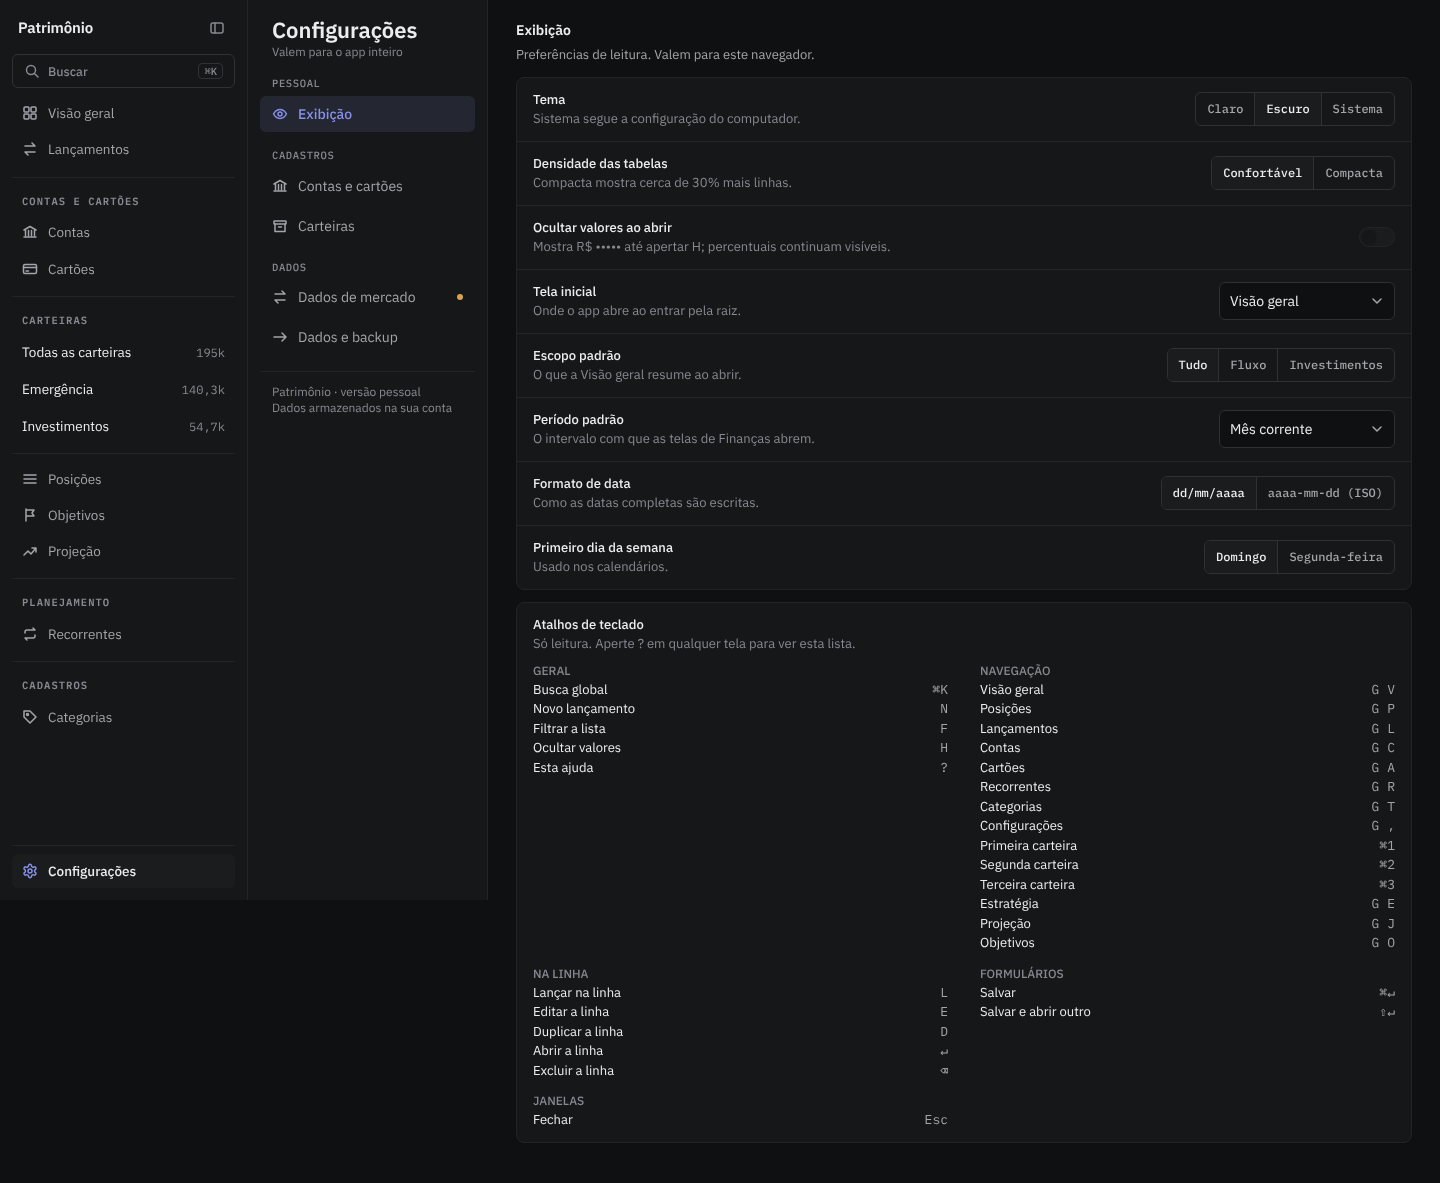 Patrimônio
Buscar ⌘K
Visão geral
Lançamentos
CONTAS E CARTÕES
Contas
Cartões
CARTEIRAS
Todas as carteiras 195k
Emergência 140,3k
Investimentos 54,7k
Posições
Objetivos
Projeção
PLANEJAMENTO
Recorrentes
CADASTROS
Categorias
Configurações
Configurações
Valem para o app inteiro
PESSOAL
Exibição
CADASTROS
Contas e cartões
Carteiras
DADOS
Dados de mercado
Dados e backup
Patrimônio · versão pessoal
Dados armazenados na sua conta
Exibição
Preferências de leitura. Valem para este navegador.
Tema
Sistema segue a configuração do computador.
Claro Escuro Sistema
Densidade das tabelas
Compacta mostra cerca de 30% mais linhas.
Confortável Compacta
Ocultar valores ao abrir
Mostra R$ ••••• até apertar H; percentuais continuam visíveis.
Tela inicial
Onde o app abre ao entrar pela raiz.
Visão geral
Escopo padrão
O que a Visão geral resume ao abrir.
Tudo Fluxo Investimentos
Período padrão
O intervalo com que as telas de Finanças abrem.
Mês corrente
Formato de data
Como as datas completas são escritas.
dd/mm/aaaa aaaa-mm-dd (ISO)
Primeiro dia da semana
Usado nos calendários.
Domingo Segunda-feira
Atalhos de teclado
Só leitura. Aperte ? em qualquer tela para ver esta lista.
GERAL
Busca global ⌘K
Novo lançamento N
Filtrar a lista F
Ocultar valores H
Esta ajuda ?
NAVEGAÇÃO
Visão geral G V
Posições G P
Lançamentos G L
Contas G C
Cartões G A
Recorrentes G R
Categorias G T
Configurações G ,
Primeira carteira ⌘1
Segunda carteira ⌘2
Terceira carteira ⌘3
Estratégia G E
Projeção G J
Objetivos G O
NA LINHA
Lançar na linha L
Editar a linha E
Duplicar a linha D
Abrir a linha ↵
Excluir a linha ⌫
FORMULÁRIOS
Salvar ⌘↵
Salvar e abrir outro ⇧↵
JANELAS
Fechar Esc